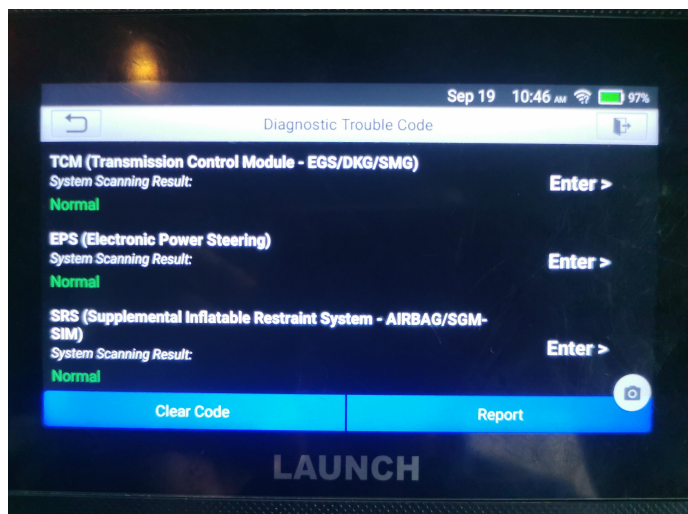 Sep 19 10:46 AM 97%
Diagnostic Trouble Code
TCM (Transmission Control Module - EGS/DKG/SMG)
System Scanning Result:
Enter >
Normal
EPS (Electronic Power Steering)
System Scanning Result:
Enter >
Normal
SRS (Supplemental Inflatable Restraint System - AIRBAG/SGM-
SIM)
System Scanning Result:
Enter >
Normal
Clear Code Report
LAUNCH